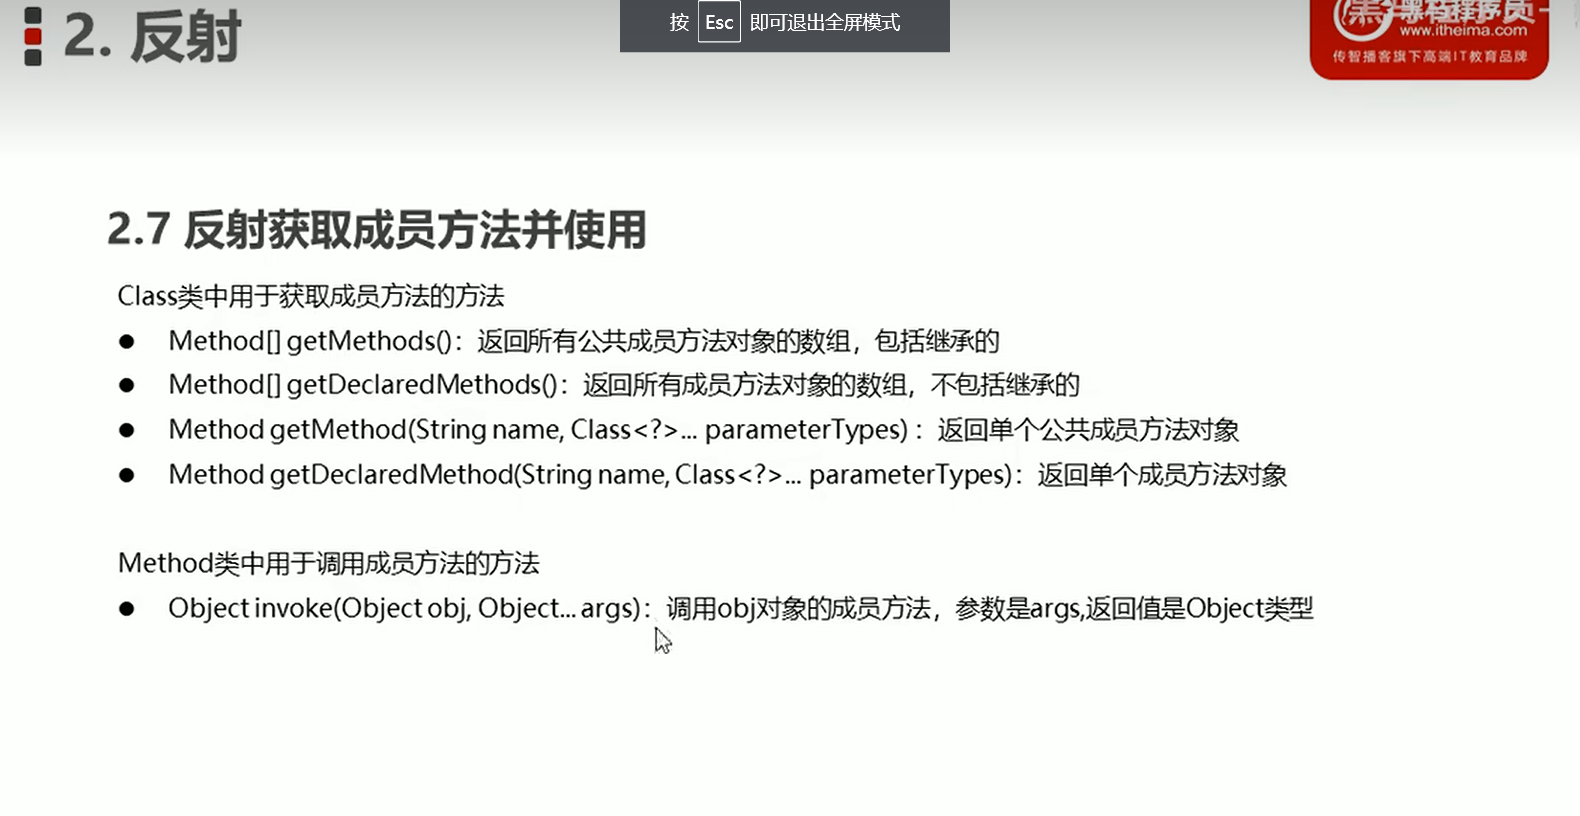 2. 反射
按 Esc 即可退出全屏模式
www.itheima.com
传智播客旗下高端IT教育品牌
2.7 反射获取成员方法并使用
Class类中用于获取成员方法的方法
● Method[] getMethods()：返回所有公共成员方法对象的数组，包括继承的
● Method[] getDeclaredMethods()：返回所有成员方法对象的数组，不包括继承的
● Method getMethod(String name, Class<?>... parameterTypes) ：返回单个公共成员方法对象
● Method getDeclaredMethod(String name, Class<?>... parameterTypes)：返回单个成员方法对象
Method类中用于调用成员方法的方法
● Object invoke(Object obj, Object... args)：调用obj对象的成员方法，参数是args,返回值是Object类型